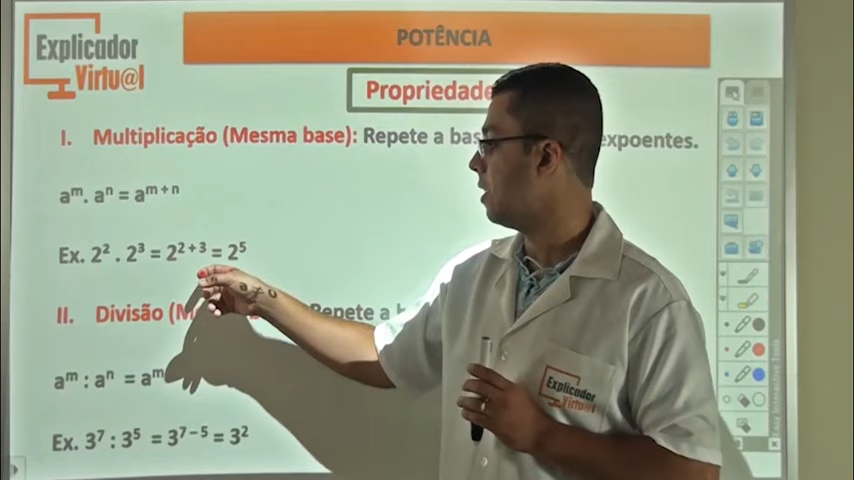 Explicador
Virtu@l
POTÊNCIA
Propriedade
I. Multiplicação (Mesma base): Repete a bas expoentes.
aᵐ. aⁿ = aᵐ⁺ⁿ
Ex. 2² . 2³ = 2²⁺³ = 2⁵
II. Divisão (M Repete a b
aᵐ : aⁿ = aᵐ
Ex. 3⁷ : 3⁵ = 3⁷⁻⁵ = 3²
Explicador
Virtu@l